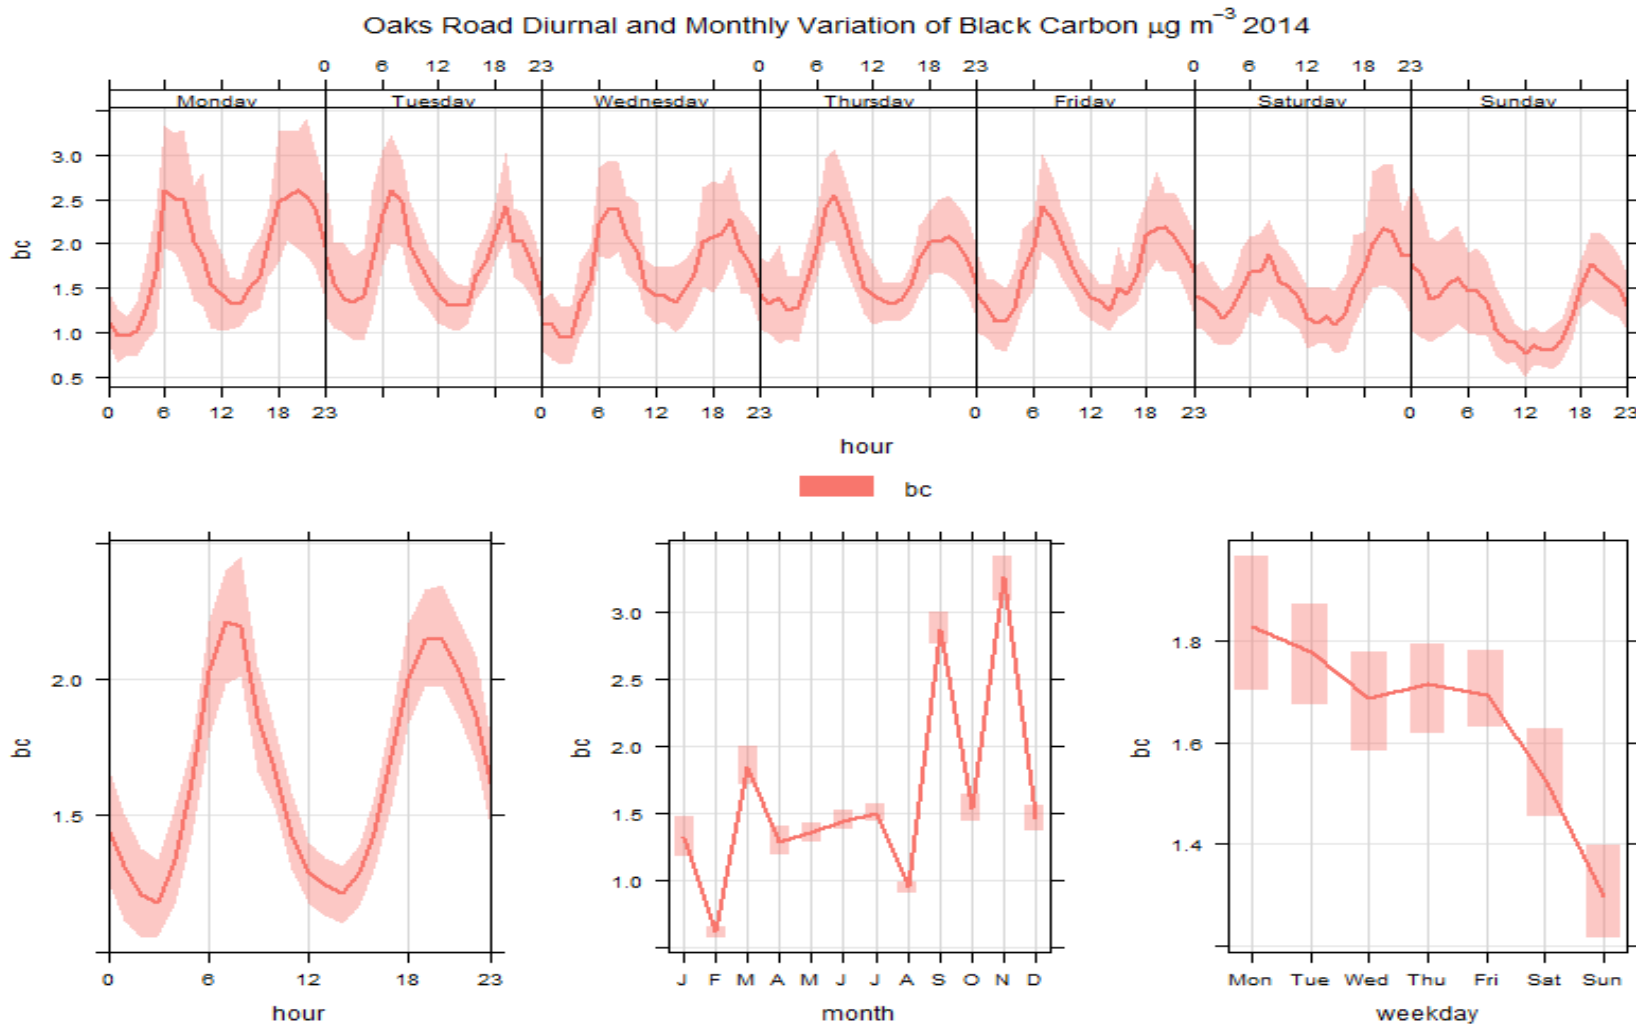 Oaks Road Diurnal and Monthly Variation of Black Carbon μg m⁻³ 2014
0 6 12 18 23 0 6 12 18 23 0 6 12 18 23
Monday Tuesday Wednesday Thursday Friday Saturday Sunday
3.0
2.5
2.0
1.5
1.0
0.5
bc
0 6 12 18 23 0 6 12 18 23 0 6 12 18 23 0 6 12 18 23
hour
bc
2.0
1.5
bc
0 6 12 18 23
hour
3.0
2.5
2.0
1.5
1.0
bc
J F M A M J J A S O N D
month
1.8
1.6
1.4
bc
Mon Tue Wed Thu Fri Sat Sun
weekday